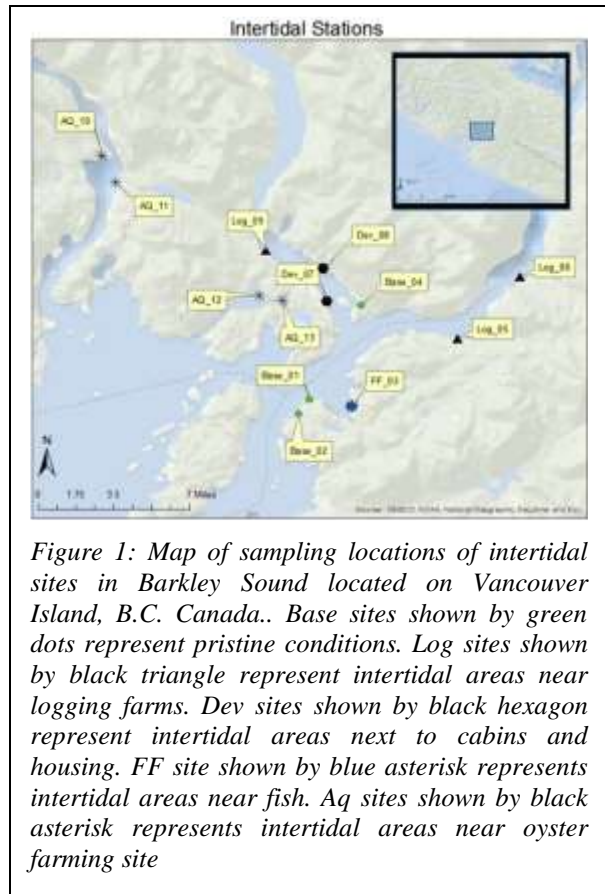 Intertidal Stations
AQ_10
AQ_11
Log_09
Dev_08
Dev_07
Base_04
Log_06
AQ_12
AQ_13
Log_05
Base_01
FF_03
Base_02
N
0
7 Miles
Figure 1: Map of sampling locations of intertidal
sites in Barkley Sound located on Vancouver
Island, B.C. Canada.. Base sites shown by green
dots represent pristine conditions. Log sites shown
by black triangle represent intertidal areas near
logging farms. Dev sites shown by black hexagon
represent intertidal areas next to cabins and
housing. FF site shown by blue asterisk represents
intertidal areas near fish. Aq sites shown by black
asterisk represents intertidal areas near oyster
farming site